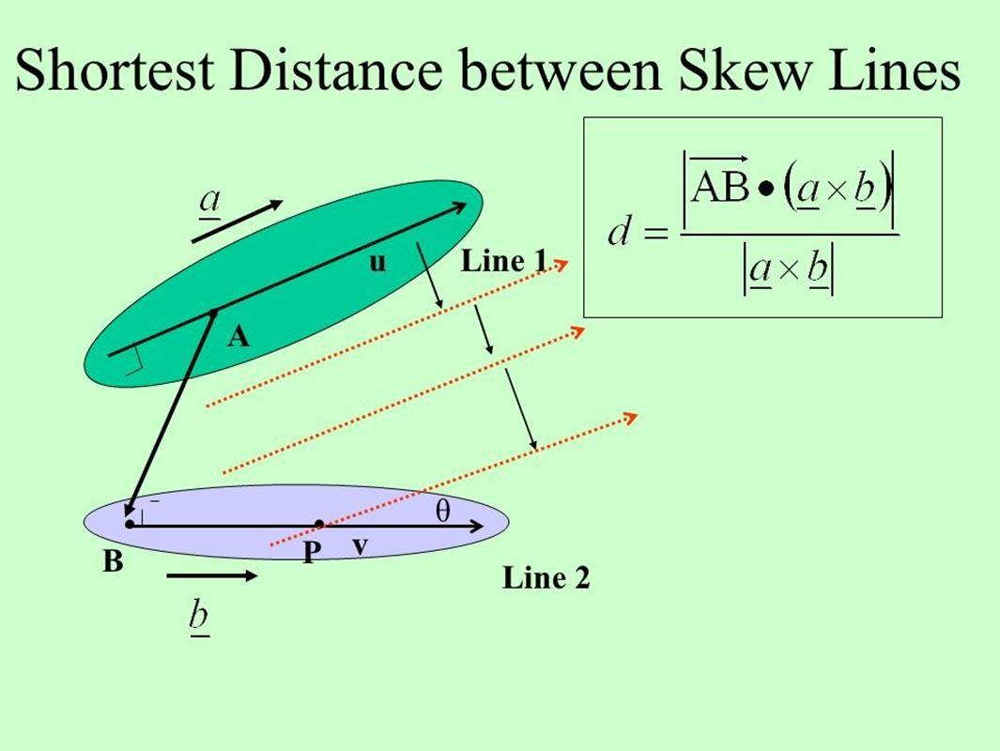 Shortest Distance between Skew Lines
a
d = |AB • (a × b)| / |a × b|
u
Line 1
A
θ
B
P
v
b
Line 2